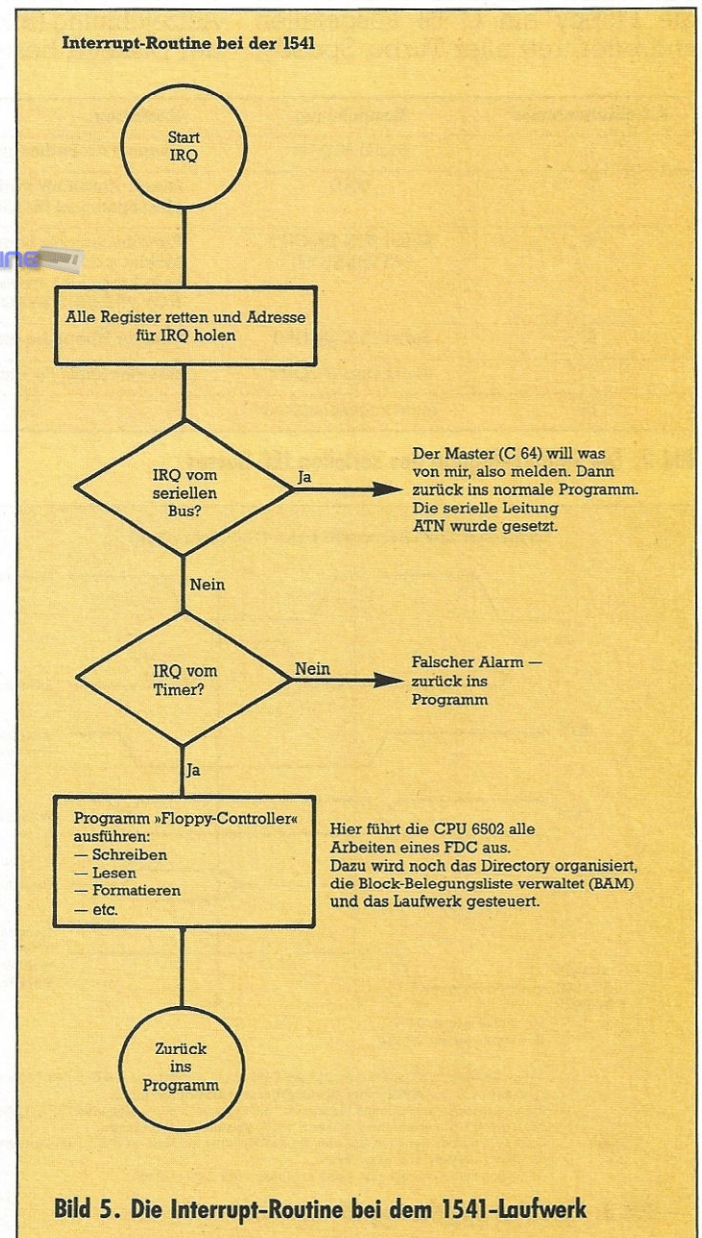 Interrupt-Routine bei der 1541
Start
IRQ
INE
Alle Register retten und Adresse
für IRQ holen
IRQ vom
seriellen
Bus?
Ja
Der Master (C 64) will was
von mir, also melden. Dann
zurück ins normale Programm.
Die serielle Leitung
ATN wurde gesetzt.
Nein
IRQ vom
Timer?
Nein
Falscher Alarm —
zurück ins
Programm
Ja
Programm »Floppy-Controller«
ausführen:
— Schreiben
— Lesen
— Formatieren
— etc.
Hier führt die CPU 6502 alle
Arbeiten eines FDC aus.
Dazu wird noch das Directory organisiert,
die Block-Belegungsliste verwaltet (BAM)
und das Laufwerk gesteuert.
Zurück
ins
Programm
Bild 5. Die Interrupt-Routine bei dem 1541-Laufwerk